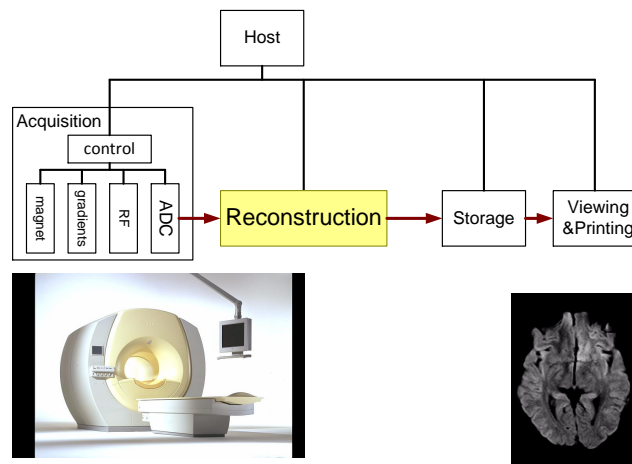 Host
Acquisition
control
magnet
gradients
RF
ADC
Reconstruction
Storage
Viewing
&Printing